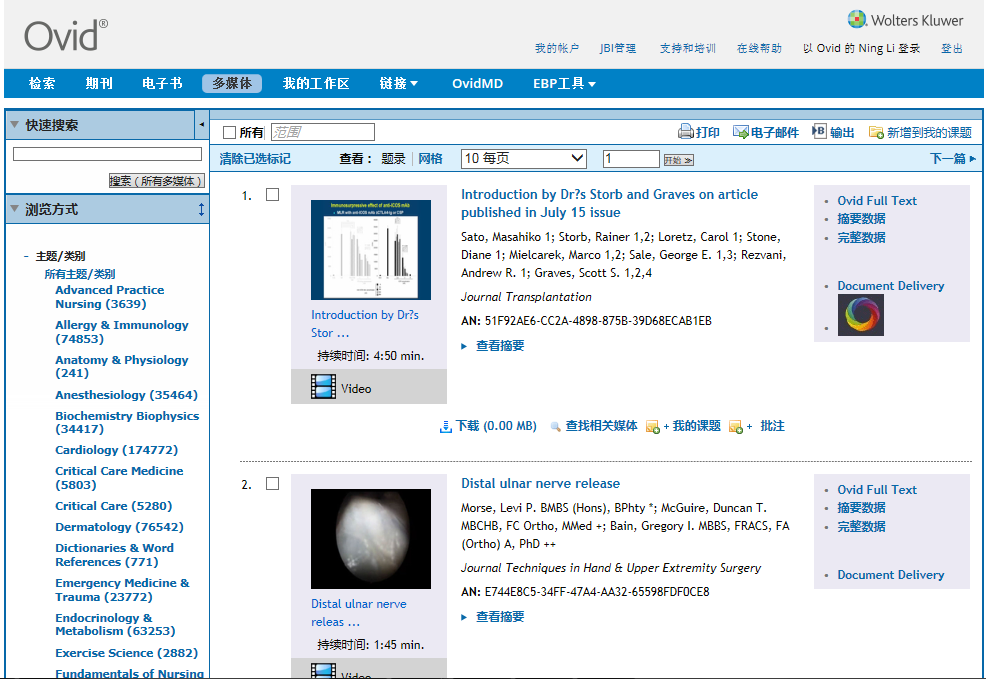 Ovid®
Wolters Kluwer
我的帐户 JBI管理 支持和培训 在线帮助 以 Ovid 的 Ning Li 登录 登出
检索 期刊 电子书 多媒体 我的工作区 链接 OvidMD EBP工具
快速搜索
搜索（所有多媒体）
浏览方式
- 主题/类别
所有主题/类别
Advanced Practice
Nursing (3639)
Allergy & Immunology
(74853)
Anatomy & Physiology
(241)
Anesthesiology (35464)
Biochemistry Biophysics
(34417)
Cardiology (174772)
Critical Care Medicine
(5803)
Critical Care (5280)
Dermatology (76542)
Dictionaries & Word
References (771)
Emergency Medicine &
Trauma (23772)
Endocrinology &
Metabolism (63253)
Exercise Science (2882)
Fundamentals of Nursing
所有 范围 打印 电子邮件 输出 新增到我的课题
清除已选标记 查看： 题录 | 网格 10 每页 1 开始 下一篇
1.
Immunosurpressive effect of anti-ICOS mAb
Introduction by Dr?s
Stor ...
持续时间: 4:50 min.
Video
Introduction by Dr?s Storb and Graves on article
published in July 15 issue
Sato, Masahiko 1; Storb, Rainer 1,2; Loretz, Carol 1; Stone,
Diane 1; Mielcarek, Marco 1,2; Sale, George E. 1,3; Rezvani,
Andrew R. 1; Graves, Scott S. 1,2,4
Journal Transplantation
AN: 51F92AE6-CC2A-4898-875B-39D68ECAB1EB
查看摘要
• Ovid Full Text
• 摘要数据
• 完整数据
• Document Delivery
•
下载 (0.00 MB) 查找相关媒体 + 我的课题 + 批注
2.
Distal ulnar nerve
releas ...
持续时间: 1:45 min.
Video
Distal ulnar nerve release
Morse, Levi P. BMBS (Hons), BPhty *; McGuire, Duncan T.
MBCHB, FC Ortho, MMed +; Bain, Gregory I. MBBS, FRACS, FA
(Ortho) A, PhD ++
Journal Techniques in Hand & Upper Extremity Surgery
AN: E744E8C5-34FF-47A4-AA32-65598FDF0CE8
查看摘要
• Ovid Full Text
• 摘要数据
• 完整数据
• Document Delivery